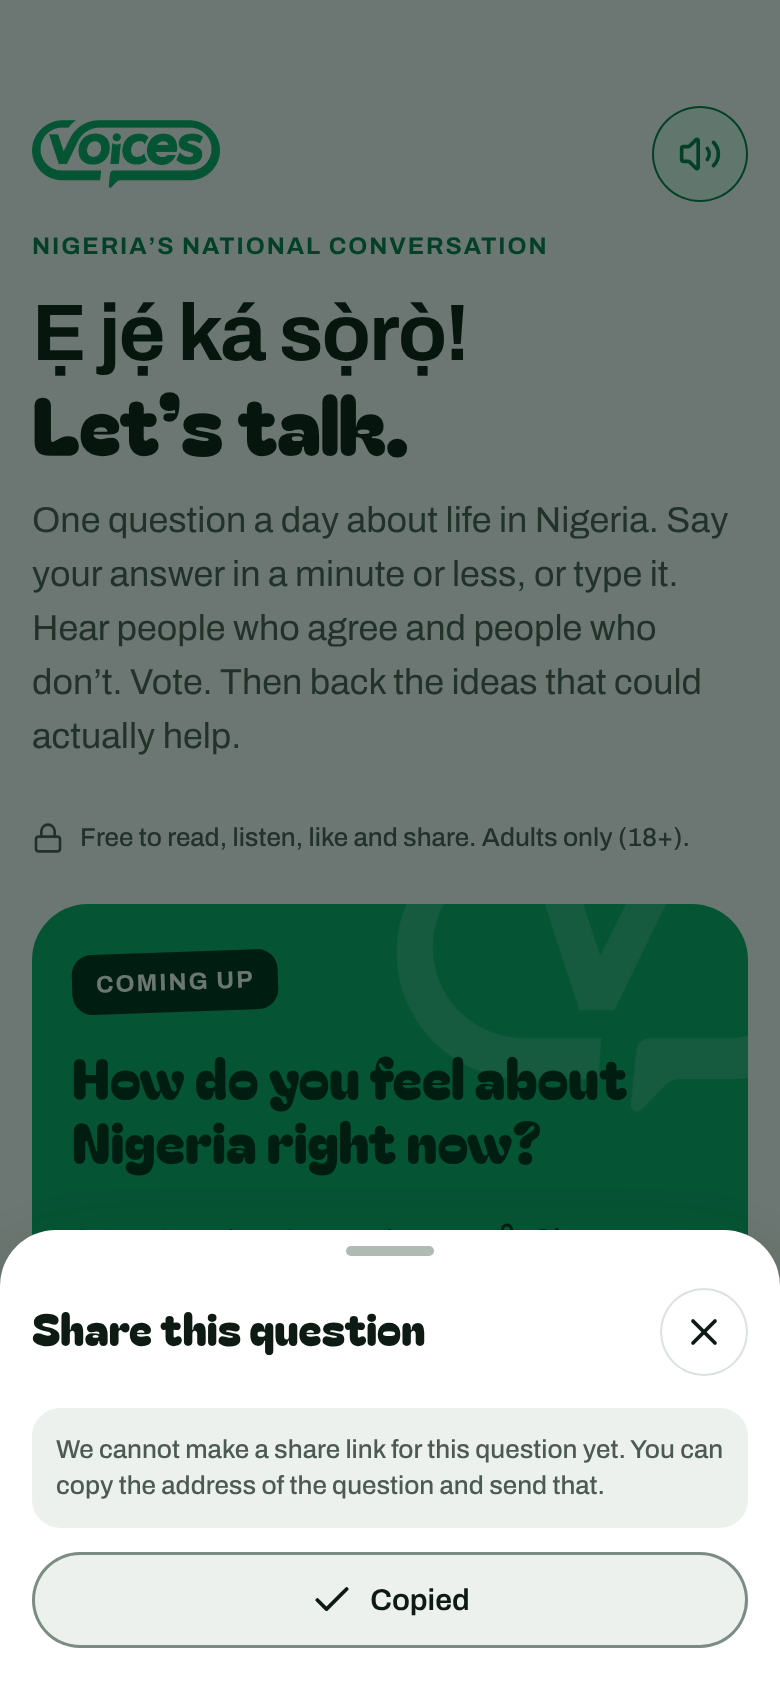 Voices
NIGERIA’S NATIONAL CONVERSATION
Ẹ jẹ́ ká sọ̀rọ̀!
Let’s talk.
One question a day about life in Nigeria. Say
your answer in a minute or less, or type it.
Hear people who agree and people who
don’t. Vote. Then back the ideas that could
actually help.
Free to read, listen, like and share. Adults only (18+).
COMING UP
How do you feel about
Nigeria right now?
Share this question
We cannot make a share link for this question yet. You can
copy the address of the question and send that.
Copied